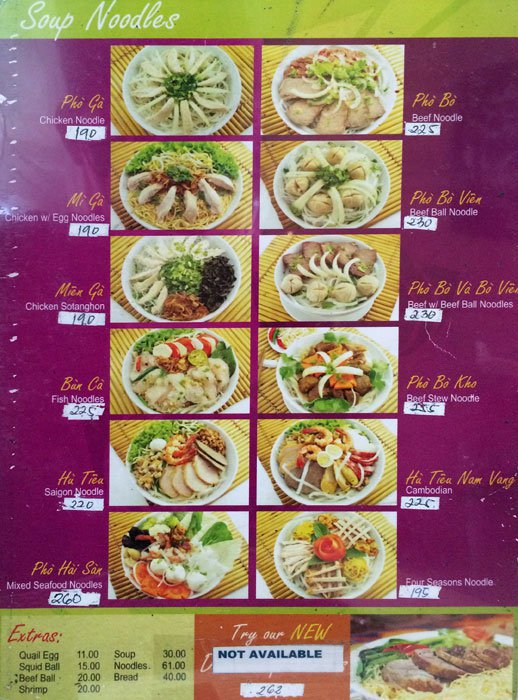 Soup Noodles
Phở Gà
Chicken Noodle
190
Phở Bò
Beef Noodle
225
Mì Gà
Chicken w/ Egg Noodles
190
Phở Bò Viên
Beef Ball Noodle
230
Miến Gà
Chicken Sotanghon
190
Phở Bò Và Bò Viên
Beef w/ Beef Ball Noodles
230
Bún Cà
Fish Noodles
225
Phở Bò Kho
Beef Stew Noodle
255
Hủ Tiếu
Saigon Noodle
220
Hủ Tiếu Nam Vang
Cambodian
225
Phở Hải Sản
Mixed Seafood Noodles
260
Four Seasons Noodle
195
Extras:
Quail Egg 11.00 Soup 30.00
Squid Ball 15.00 Noodles. 61.00
Beef Ball 20.00 Bread 40.00
Shrimp 20.00
Try our NEW
NOT AVAILABLE
262